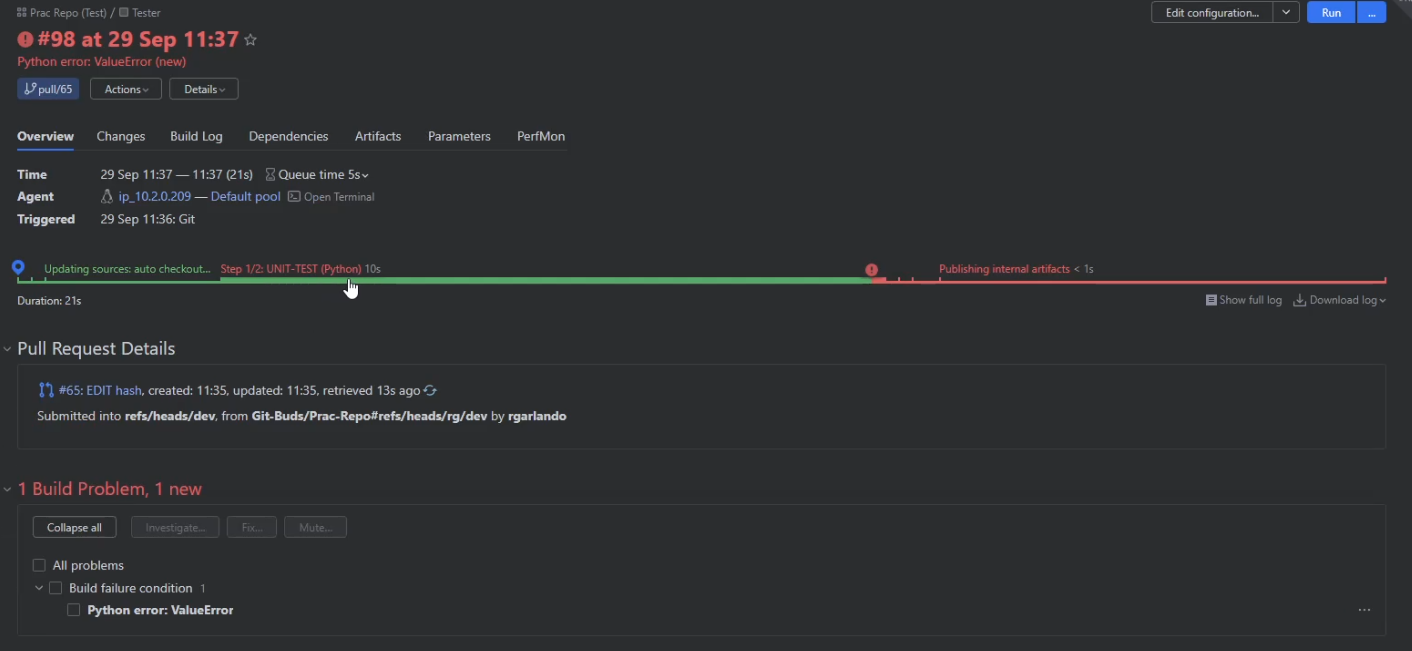 Prac Repo (Test) / Tester
Edit configuration...
Run
...
#98 at 29 Sep 11:37
Python error: ValueError (new)
pull/65
Actions
Details
Overview Changes Build Log Dependencies Artifacts Parameters PerfMon
Time 29 Sep 11:37 — 11:37 (21s) Queue time 5s
Agent ip_10.2.0.209 — Default pool Open Terminal
Triggered 29 Sep 11:36: Git
Updating sources: auto checkout... Step 1/2: UNIT-TEST (Python) 10s Publishing internal artifacts < 1s
Duration: 21s Show full log Download log
Pull Request Details
#65: EDIT hash, created: 11:35, updated: 11:35, retrieved 13s ago
Submitted into refs/heads/dev, from Git-Buds/Prac-Repo#refs/heads/rg/dev by rgarlando
1 Build Problem, 1 new
Collapse all Investigate... Fix... Mute...
All problems
Build failure condition 1
Python error: ValueError
...